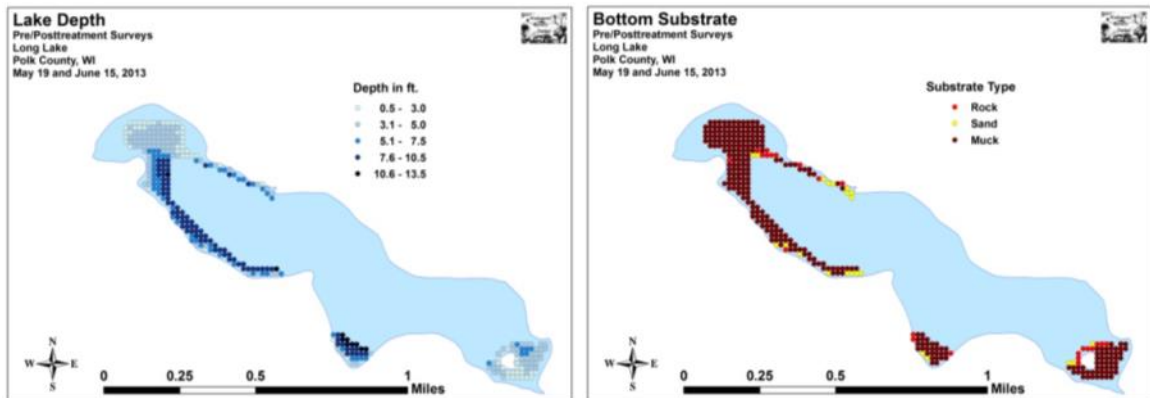 Lake Depth
Pre/Posttreatment Surveys
Long Lake
Polk County, WI
May 19 and June 15, 2013
Depth in ft.
0.5 - 3.0
3.1 - 5.0
5.1 - 7.5
7.6 - 10.5
10.6 - 13.5
N
W E
S
0 0.25 0.5 1
Miles
Bottom Substrate
Pre/Posttreatment Surveys
Long Lake
Polk County, WI
May 19 and June 15, 2013
Substrate Type
Rock
Sand
Muck
N
W E
S
0 0.25 0.5 1
Miles